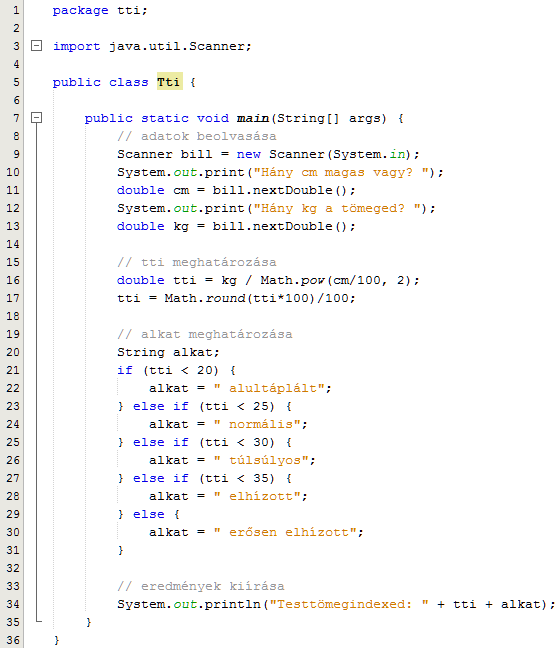 1 package tti;
2
3 import java.util.Scanner;
4
5 public class Tti {
6
7 public static void main(String[] args) {
8 // adatok beolvasása
9 Scanner bill = new Scanner(System.in);
10 System.out.print("Hány cm magas vagy? ");
11 double cm = bill.nextDouble();
12 System.out.print("Hány kg a tömeged? ");
13 double kg = bill.nextDouble();
14
15 // tti meghatározása
16 double tti = kg / Math.pow(cm/100, 2);
17 tti = Math.round(tti*100)/100;
18
19 // alkat meghatározása
20 String alkat;
21 if (tti < 20) {
22 alkat = " alultáplált";
23 } else if (tti < 25) {
24 alkat = " normális";
25 } else if (tti < 30) {
26 alkat = " túlsúlyos";
27 } else if (tti < 35) {
28 alkat = " elhízott";
29 } else {
30 alkat = " erősen elhízott";
31 }
32
33 // eredmények kiírása
34 System.out.println("Testtömegindexed: " + tti + alkat);
35 }
36 }